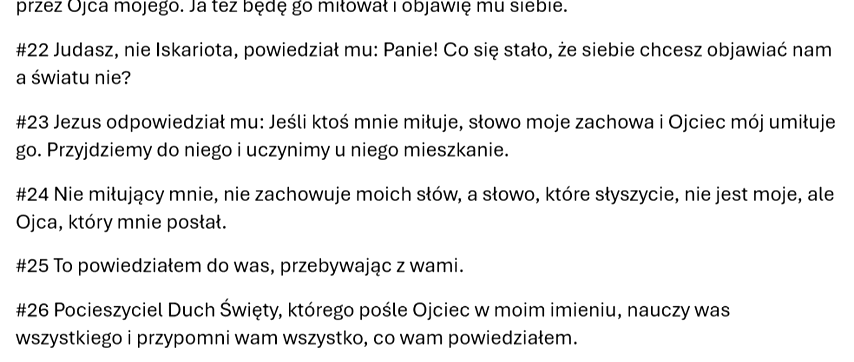 przez Ojca mojego. Ja też będę go miłował i objawię mu siebie.
#22 Judasz, nie Iskariota, powiedział mu: Panie! Co się stało, że siebie chcesz objawiać nam
a światu nie?
#23 Jezus odpowiedział mu: Jeśli ktoś mnie miłuje, słowo moje zachowa i Ojciec mój umiłuje
go. Przyjdziemy do niego i uczynimy u niego mieszkanie.
#24 Nie miłujący mnie, nie zachowuje moich słów, a słowo, które słyszycie, nie jest moje, ale
Ojca, który mnie posłał.
#25 To powiedziałem do was, przebywając z wami.
#26 Pocieszyciel Duch Święty, którego pośle Ojciec w moim imieniu, nauczy was
wszystkiego i przypomni wam wszystko, co wam powiedziałem.